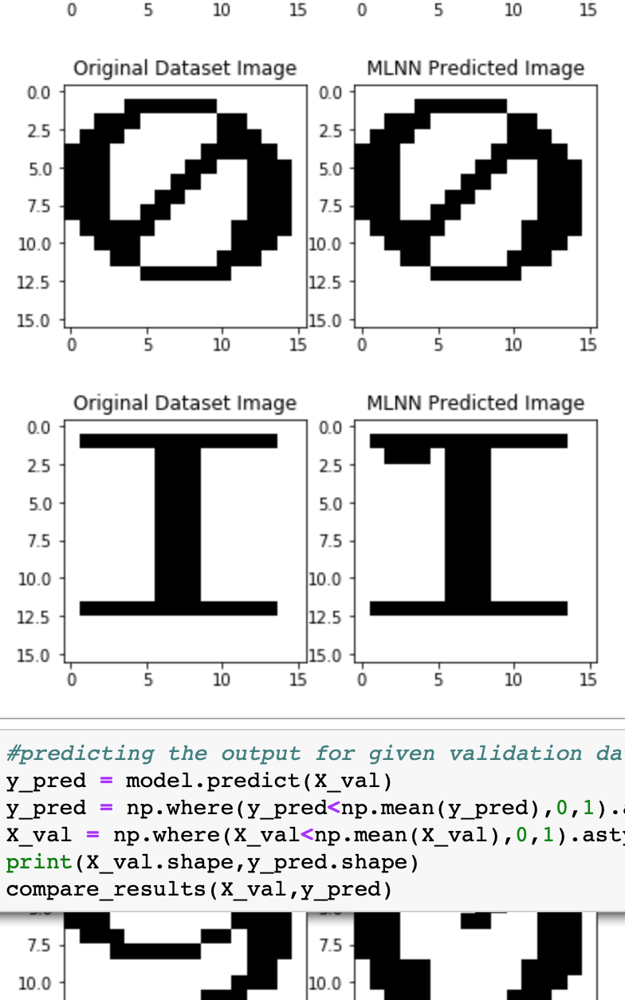 0 5 10 15 0 5 10 15
Original Dataset Image MLNN Predicted Image
0.0 0.0
2.5 2.5
5.0 5.0
7.5 7.5
10.0 10.0
12.5 12.5
15.0 15.0
0 5 10 15 0 5 10 15
Original Dataset Image MLNN Predicted Image
0.0 0.0
2.5 2.5
5.0 5.0
7.5 7.5
10.0 10.0
12.5 12.5
15.0 15.0
0 5 10 15 0 5 10 15
#predicting the output for given validation da
y_pred = model.predict(X_val)
y_pred = np.where(y_pred<np.mean(y_pred),0,1).
X_val = np.where(X_val<np.mean(X_val),0,1).ast
print(X_val.shape,y_pred.shape)
compare_results(X_val,y_pred)
7.5 7.5
10.0 10.0